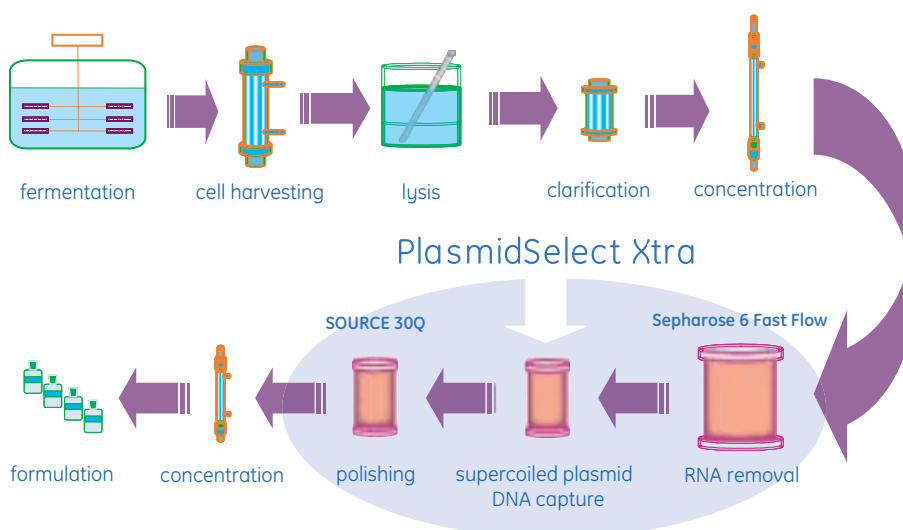 fermentation
cell harvesting
lysis
clarification
concentration
PlasmidSelect Xtra
SOURCE 30Q
Sepharose 6 Fast Flow
formulation
concentration
polishing
supercoiled plasmid
DNA capture
RNA removal